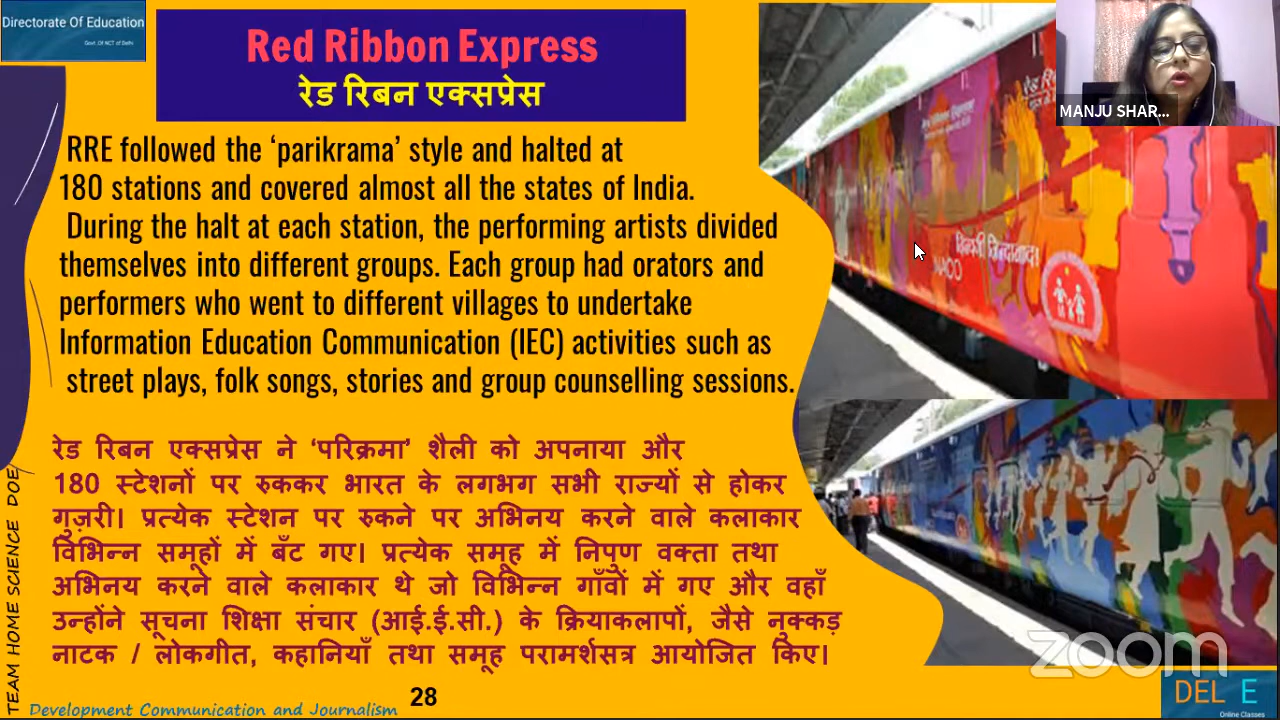 Directorate Of Education
Govt. Of NCT of Delhi
Red Ribbon Express
रेड रिबन एक्सप्रेस
RRE followed the ‘parikrama’ style and halted at
180 stations and covered almost all the states of India.
During the halt at each station, the performing artists divided
themselves into different groups. Each group had orators and
performers who went to different villages to undertake
Information Education Communication (IEC) activities such as
street plays, folk songs, stories and group counselling sessions.
रेड रिबन एक्सप्रेस ने ‘परिक्रमा’ शैली को अपनाया और
180 स्टेशनों पर रुककर भारत के लगभग सभी राज्यों से होकर
गुज़री। प्रत्येक स्टेशन पर रुकने पर अभिनय करने वाले कलाकार
विभिन्न समूहों में बँट गए। प्रत्येक समूह में निपुण वक्ता तथा
अभिनय करने वाले कलाकार थे जो विभिन्न गाँवों में गए और वहाँ
उन्होंने सूचना शिक्षा संचार (आई.ई.सी.) के क्रियाकलापों, जैसे नुक्कड़
नाटक / लोकगीत, कहानियाँ तथा समूह परामर्शसत्र आयोजित किए।
28
Development Communication and Journalism
TEAM HOME SCIENCE DOE
MANJU SHAR...
ज़िन्दगी ज़िन्दाबाद!
NACO
zoom
DEL E
Online Classes